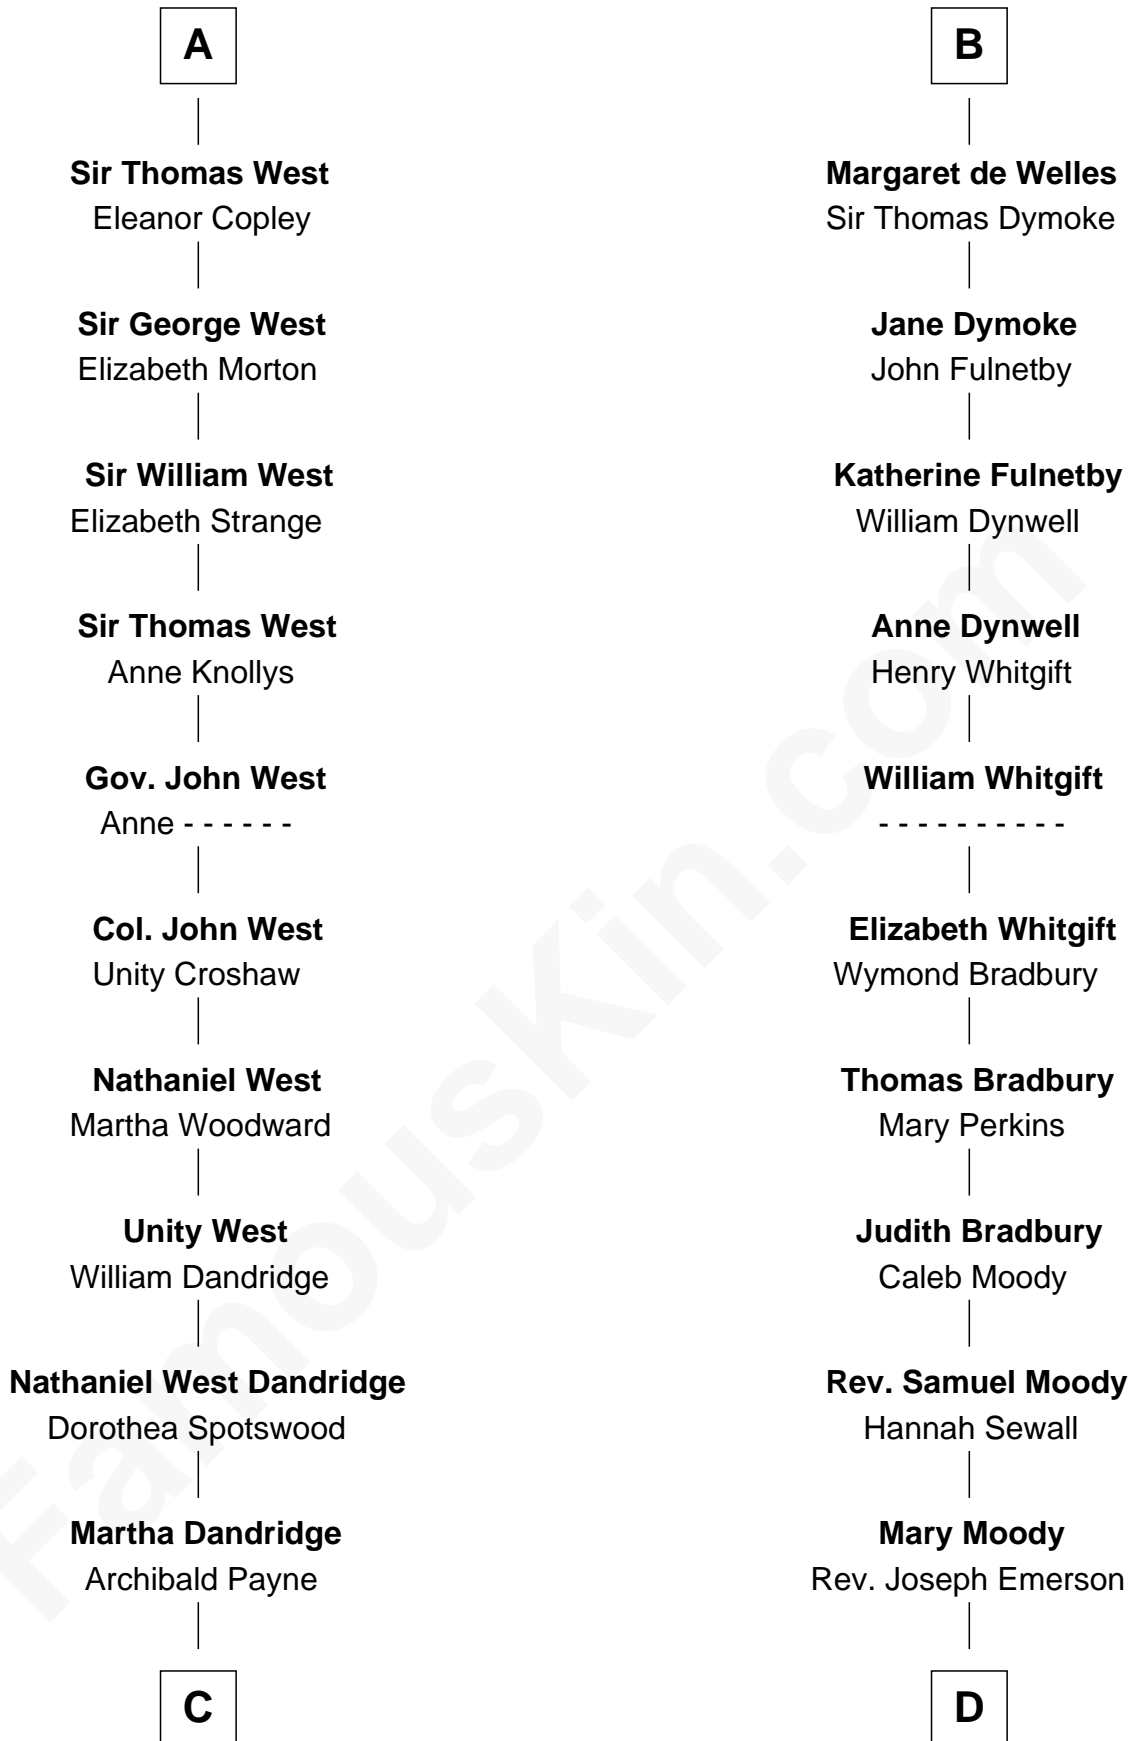 A
Sir Thomas West
Eleanor Copley
Sir George West
Elizabeth Morton
Sir William West
Elizabeth Strange
Sir Thomas West
Anne Knollys
Gov. John West
Anne - - - - - -
Col. John West
Unity Croshaw
Nathaniel West
Martha Woodward
Unity West
William Dandridge
Nathaniel West Dandridge
Dorothea Spotswood
Martha Dandridge
Archibald Payne
C
B
Margaret de Welles
Sir Thomas Dymoke
Jane Dymoke
John Fulnetby
Katherine Fulnetby
William Dynwell
Anne Dynwell
Henry Whitgift
William Whitgift
- - - - - - - - - -
Elizabeth Whitgift
Wymond Bradbury
Thomas Bradbury
Mary Perkins
Judith Bradbury
Caleb Moody
Rev. Samuel Moody
Hannah Sewall
Mary Moody
Rev. Joseph Emerson
D
FamousKin.com